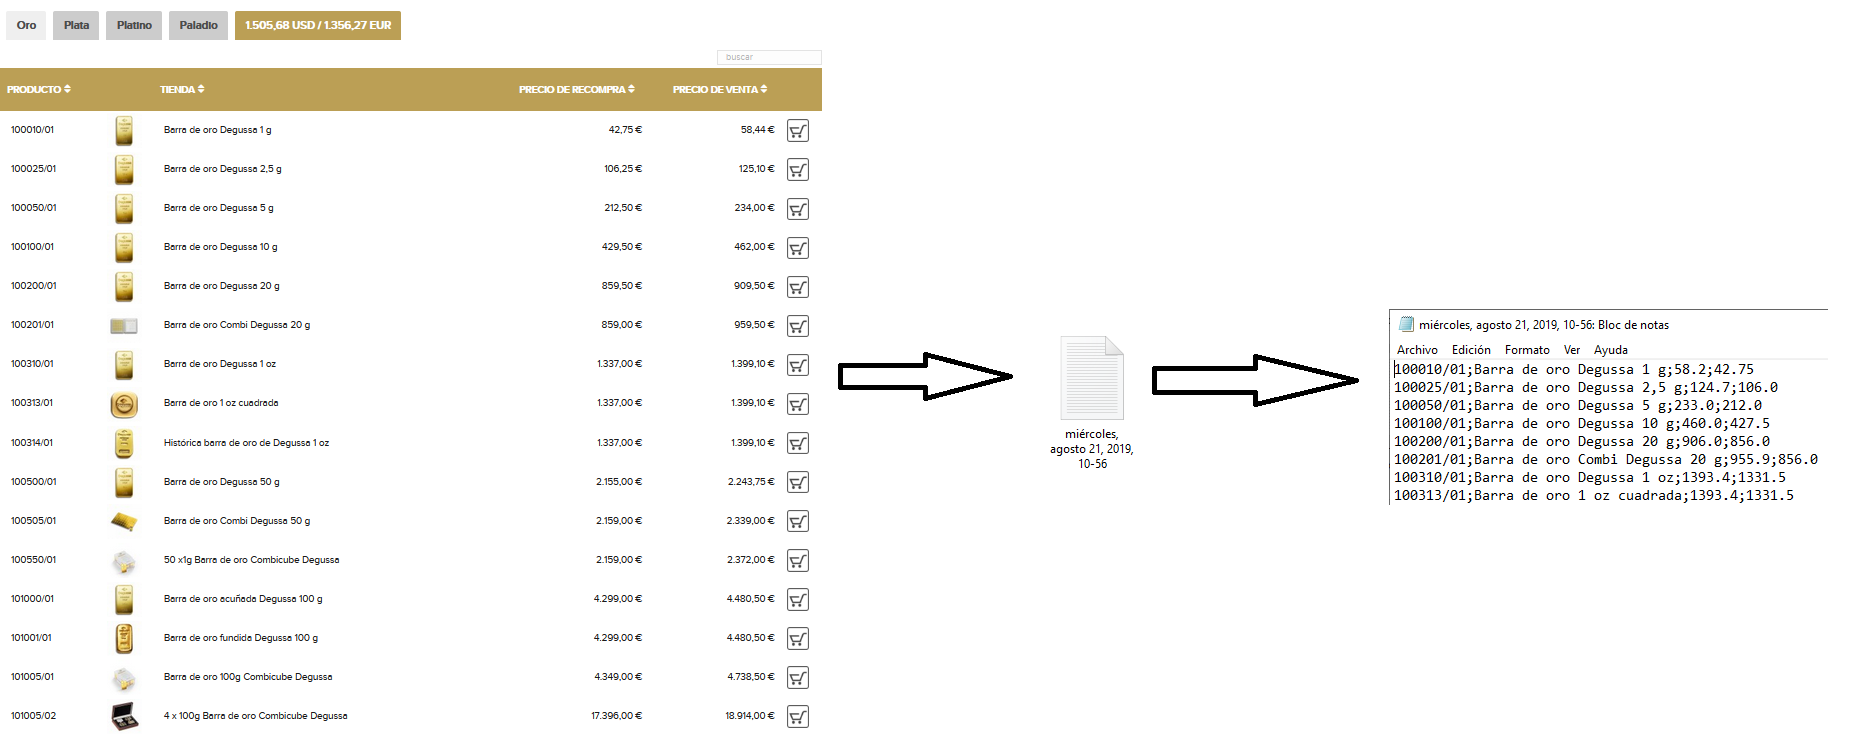 Oro Plata Platino Paladio 1.505,68 USD / 1.356,27 EUR
buscar
PRODUCTO TIENDA PRECIO DE RECOMPRA PRECIO DE VENTA
100010/01 Barra de oro Degussa 1 g 42,75 € 58,44 €
100025/01 Barra de oro Degussa 2,5 g 106,25 € 125,10 €
100050/01 Barra de oro Degussa 5 g 212,50 € 234,00 €
100100/01 Barra de oro Degussa 10 g 429,50 € 462,00 €
100200/01 Barra de oro Degussa 20 g 859,50 € 909,50 €
100201/01 Barra de oro Combi Degussa 20 g 859,00 € 959,50 €
100310/01 Barra de oro Degussa 1 oz 1.337,00 € 1.399,10 €
100313/01 Barra de oro 1 oz cuadrada 1.337,00 € 1.399,10 €
100314/01 Histórica barra de oro de Degussa 1 oz 1.337,00 € 1.399,10 €
100500/01 Barra de oro Degussa 50 g 2.155,00 € 2.243,75 €
100505/01 Barra de oro Combi Degussa 50 g 2.159,00 € 2.339,00 €
100550/01 50 x1g Barra de oro Combicube Degussa 2.159,00 € 2.372,00 €
101000/01 Barra de oro acuñada Degussa 100 g 4.299,00 € 4.480,50 €
101001/01 Barra de oro fundida Degussa 100 g 4.299,00 € 4.480,50 €
101005/01 Barra de oro 100g Combicube Degussa 4.349,00 € 4.738,50 €
101005/02 4 x 100g Barra de oro Combicube Degussa 17.396,00 € 18.914,00 €
miércoles,
agosto 21, 2019,
10-56
miércoles, agosto 21, 2019, 10-56: Bloc de notas
Archivo Edición Formato Ver Ayuda
100010/01;Barra de oro Degussa 1 g;58.2;42.75
100025/01;Barra de oro Degussa 2,5 g;124.7;106.0
100050/01;Barra de oro Degussa 5 g;233.0;212.0
100100/01;Barra de oro Degussa 10 g;460.0;427.5
100200/01;Barra de oro Degussa 20 g;906.0;856.0
100201/01;Barra de oro Combi Degussa 20 g;955.9;856.0
100310/01;Barra de oro Degussa 1 oz;1393.4;1331.5
100313/01;Barra de oro 1 oz cuadrada;1393.4;1331.5